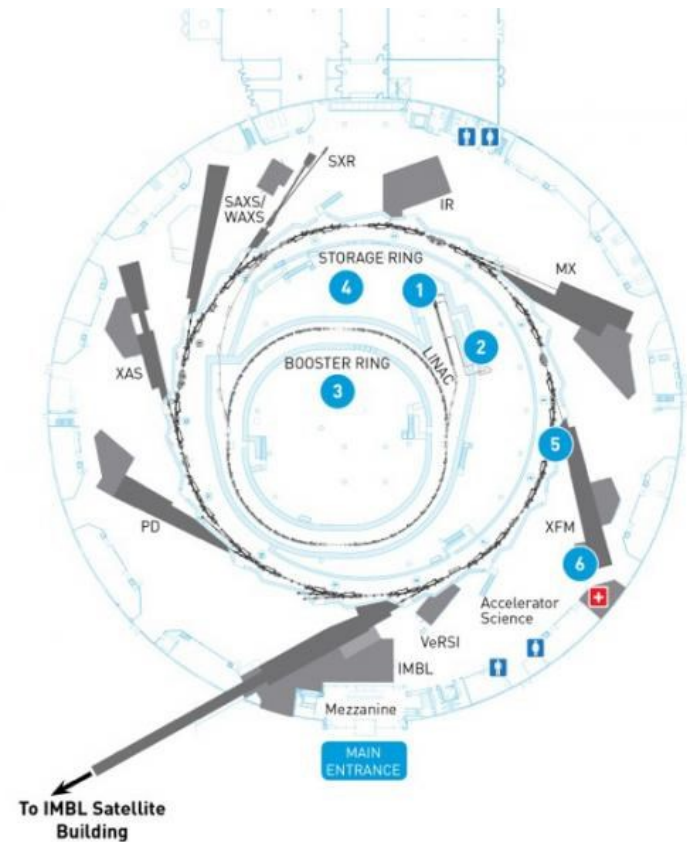 SXR
SAXS/
WAXS
IR
STORAGE RING
MX
4
1
2
LINAC
XAS
BOOSTER RING
3
5
PD
XFM
6
Accelerator
Science
VeRSI
IMBL
Mezzanine
MAIN
ENTRANCE
To IMBL Satellite
Building